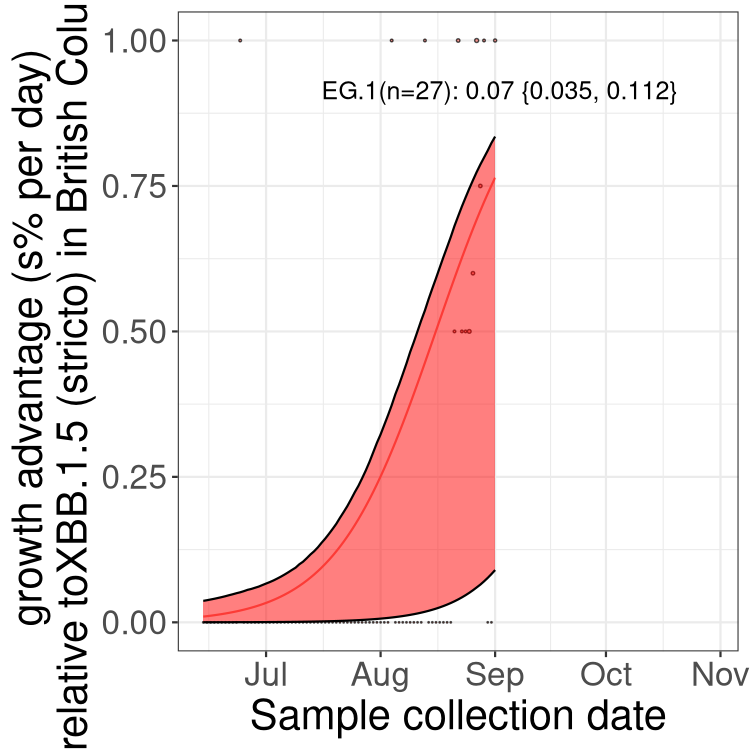 growth advantage (s% per day)
relative toXBB.1.5 (stricto) in British Colu
1.00
0.75
0.50
0.25
0.00
EG.1(n=27): 0.07 {0.035, 0.112}
Jul Aug Sep Oct Nov
Sample collection date